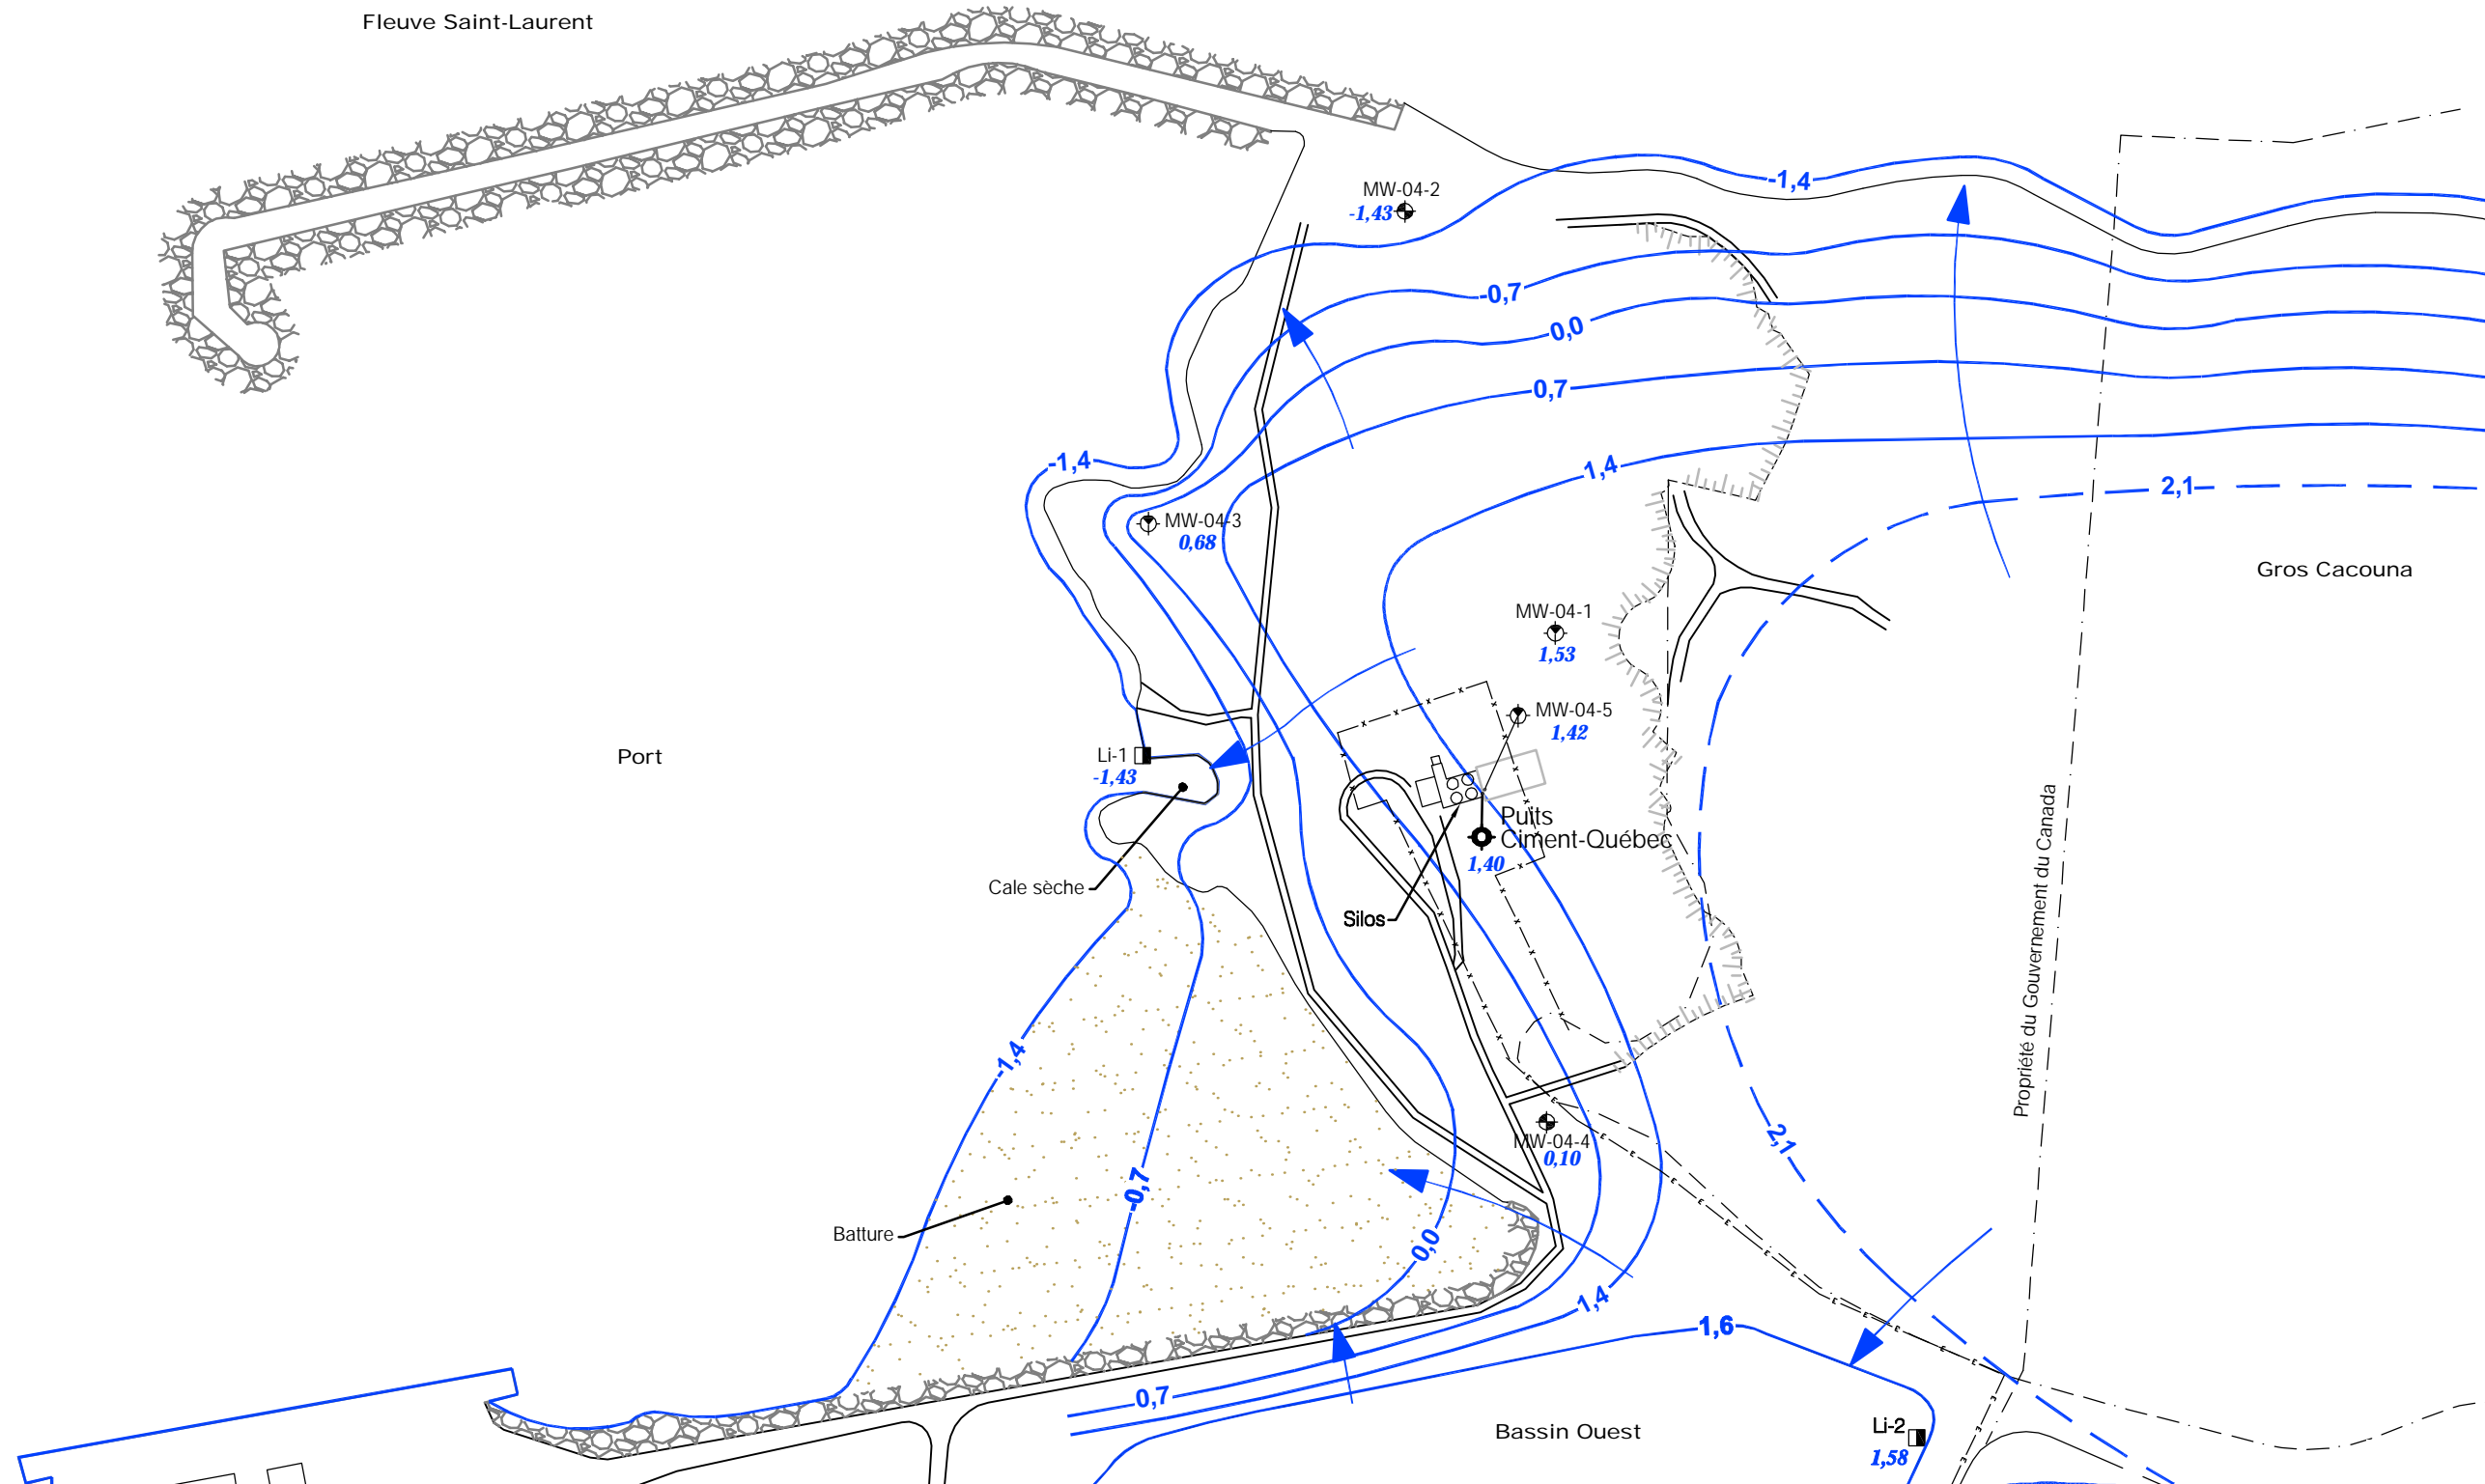 Fleuve Saint-Laurent
MW-04-2
-1,43
-1,4
-0,7
0,0
0,7
1,4
-1,4
2,1
MW-04-3
0,68
Gros Cacouna
MW-04-1
1,53
MW-04-5
1,42
Port
Li-1
-1,43
Puits
Ciment-Québec
1,40
Cale sèche
Silos
Propriété du Gouvernement du Canada
-1,4
MW-04-4
0,10
2,1
-0,7
Batture
0,0
1,4
1,6
0,7
Bassin Ouest
Li-2
1,58